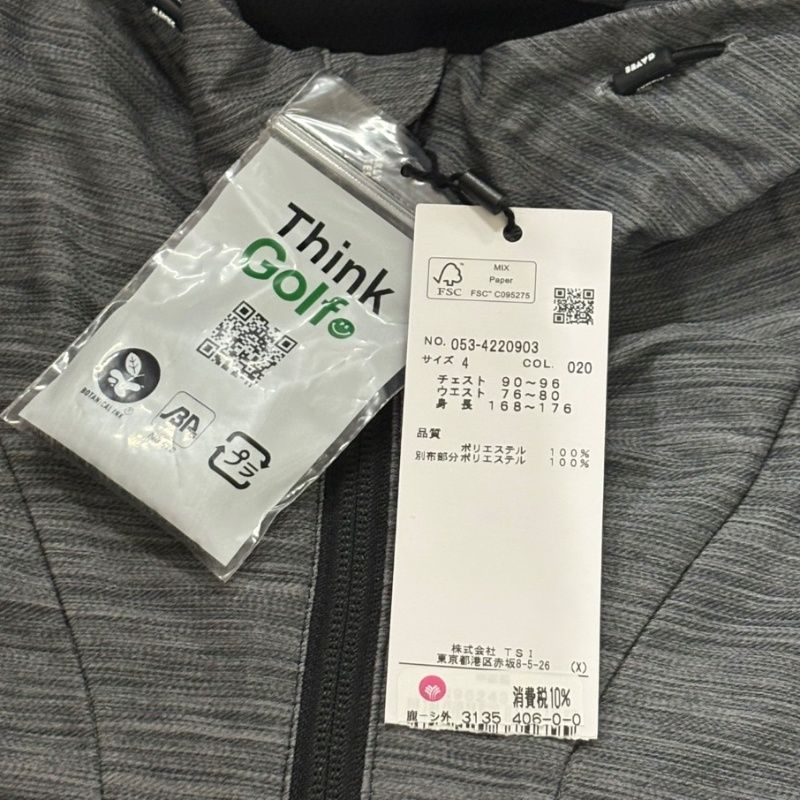 Think
Golf
BOTANICAL INK
プラ
MIX
Paper
FSC
FSC™ C095275
NO. 053-4220903
サイズ 4 COL. 020
チェスト 90～96
ウエスト 76～80
身長 168～176
品質
ポリエステル 100%
別布部分ポリエステル 100%
株式会社 TSI
東京都港区赤坂8-5-26 (X)
消費税10%
3135 406-0-0